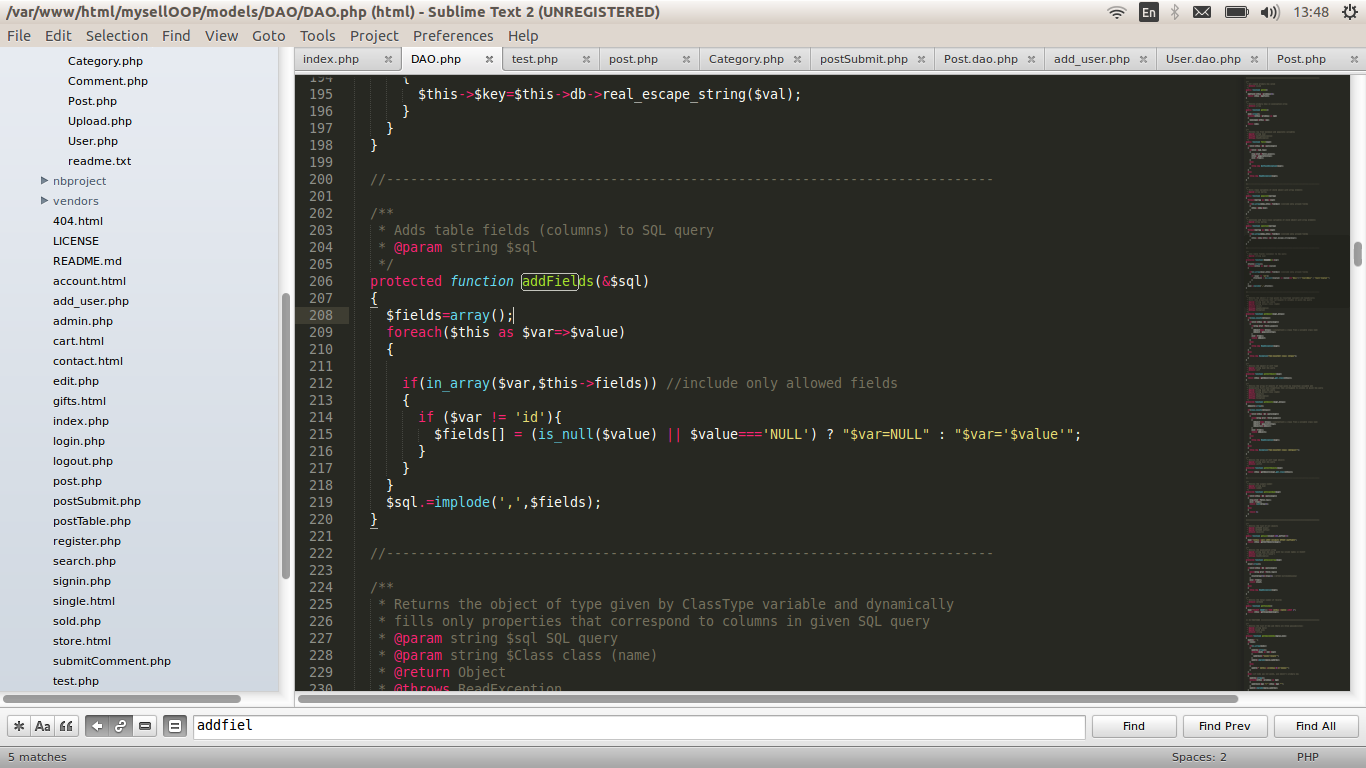 /var/www/html/mysellOOP/models/DAO/DAO.php (html) - Sublime Text 2 (UNREGISTERED)
En
13:48
File Edit Selection Find View Goto Tools Project Preferences Help
Category.php
Comment.php
Post.php
Upload.php
User.php
readme.txt
nbproject
vendors
404.html
LICENSE
README.md
account.html
add_user.php
admin.php
cart.html
contact.html
edit.php
gifts.html
index.php
login.php
logout.php
post.php
postSubmit.php
postTable.php
register.php
search.php
signin.php
single.html
sold.php
store.html
submitComment.php
test.php
index.php DAO.php test.php post.php Category.php postSubmit.php Post.dao.php add_user.php User.dao.php Post.php
194 {
195 $this->$key=$this->db->real_escape_string($val);
196 }
197 }
198 }
199
200 //---------------------------------------------------------------------------
201
202 /**
203 * Adds table fields (columns) to SQL query
204 * @param string $sql
205 */
206 protected function addFields(&$sql)
207 {
208 $fields=array();
209 foreach($this as $var=>$value)
210 {
211
212 if(in_array($var,$this->fields)) //include only allowed fields
213 {
214 if ($var != 'id'){
215 $fields[] = (is_null($value) || $value==='NULL') ? "$var=NULL" : "$var='$value'";
216 }
217 }
218 }
219 $sql.=implode(',',$fields);
220 }
221
222 //---------------------------------------------------------------------------
223
224 /**
225 * Returns the object of type given by ClassType variable and dynamically
226 * fills only properties that correspond to columns in given SQL query
227 * @param string $sql SQL query
228 * @param string $Class class (name)
229 * @return Object
230 * @throws ReadException
Aa
addfiel
Find Find Prev Find All
5 matches
Spaces: 2 PHP